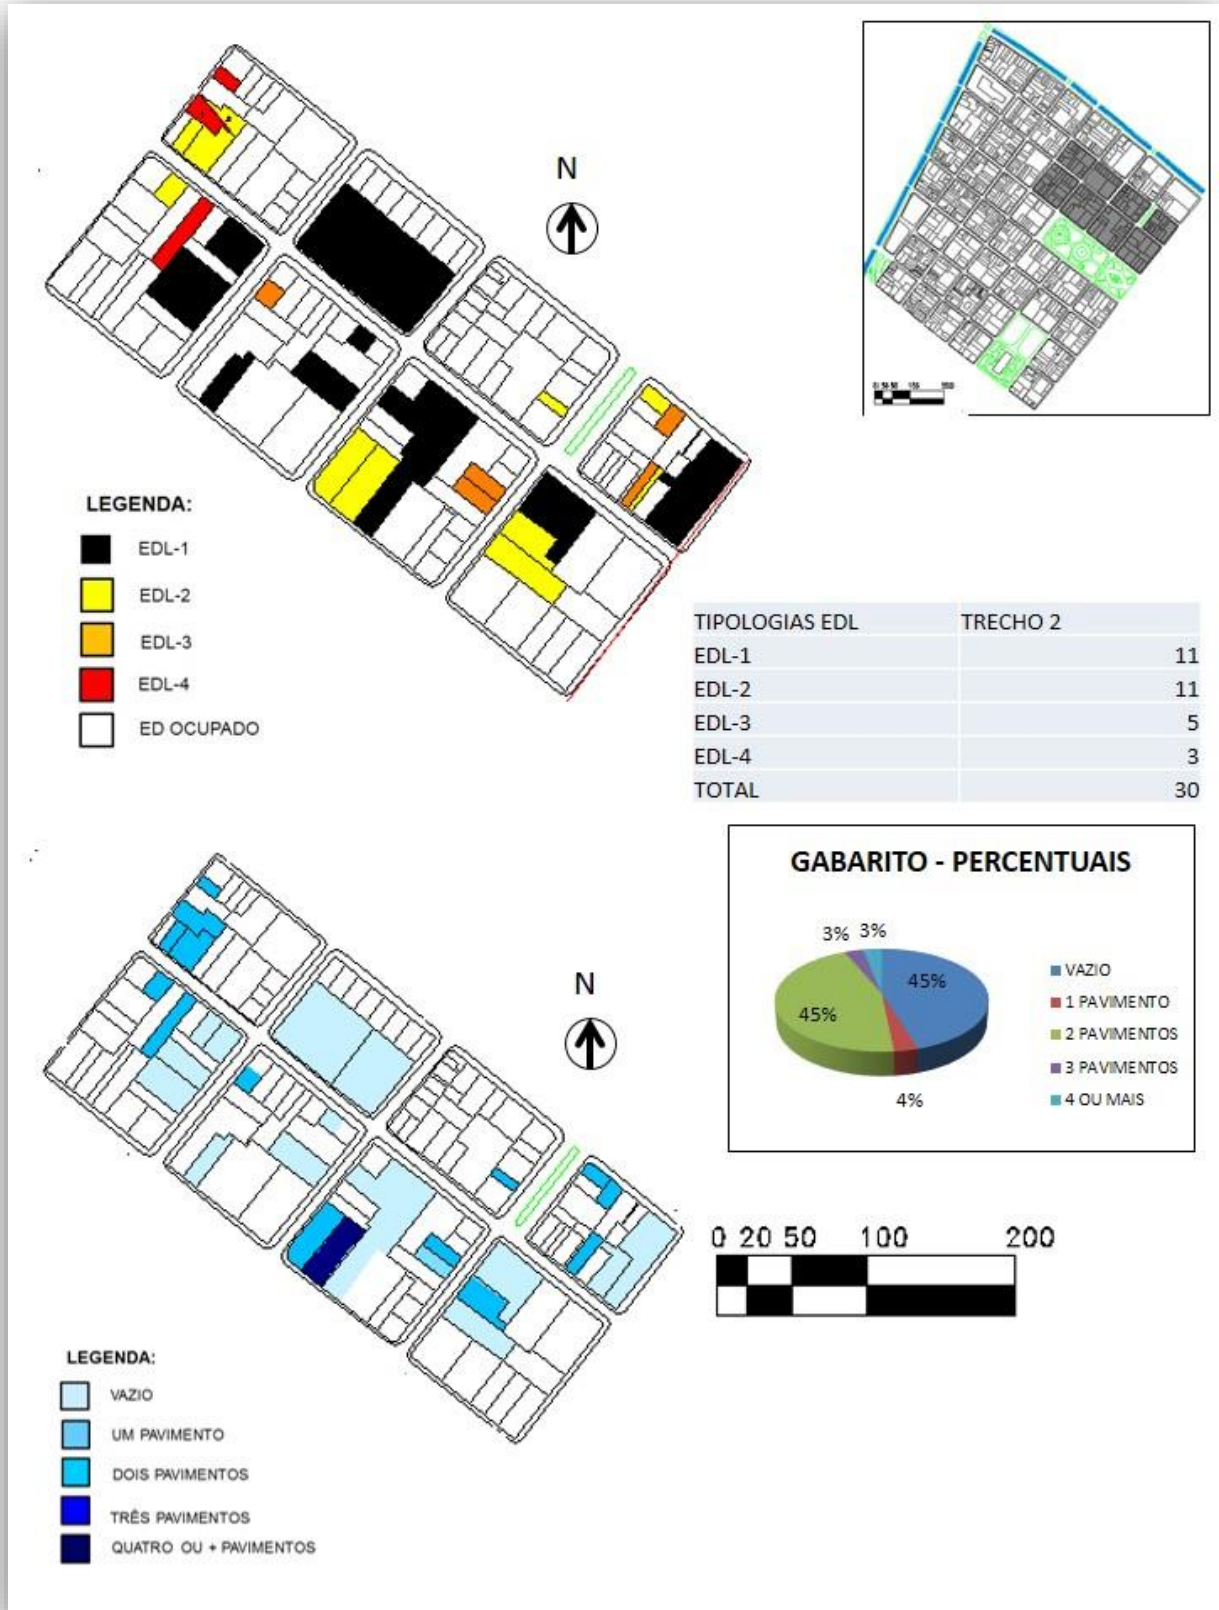 N
LEGENDA:
EDL-1
EDL-2
EDL-3
EDL-4
ED OCUPADO
TIPOLOGIAS EDL TRECHO 2
EDL-1 11
EDL-2 11
EDL-3 5
EDL-4 3
TOTAL 30
GABARITO - PERCENTUAIS
3% 3%
45%
45%
4%
VAZIO
1 PAVIMENTO
2 PAVIMENTOS
3 PAVIMENTOS
4 OU MAIS
N
0 20 50 100 200
LEGENDA:
VAZIO
UM PAVIMENTO
DOIS PAVIMENTOS
TRÊS PAVIMENTOS
QUATRO OU + PAVIMENTOS